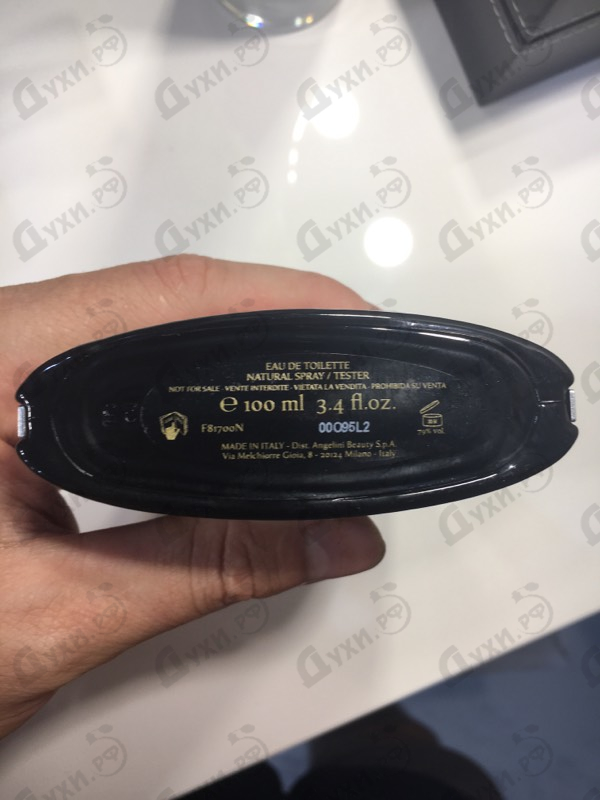 EAU DE TOILETTE
NATURAL SPRAY / TESTER
NOT FOR SALE - VENTE INTERDITE - VIETATA LA VENDITA - PROHIBIDA SU VENTA
e 100 ml 3.4 fl.oz.
F81700N
00095L2
79% vol.
MADE IN ITALY - Dist. Angelini Beauty S.p.A.
Via Melchiorre Gioia, 8 - 20124 Milano - Italy
Духи.рф